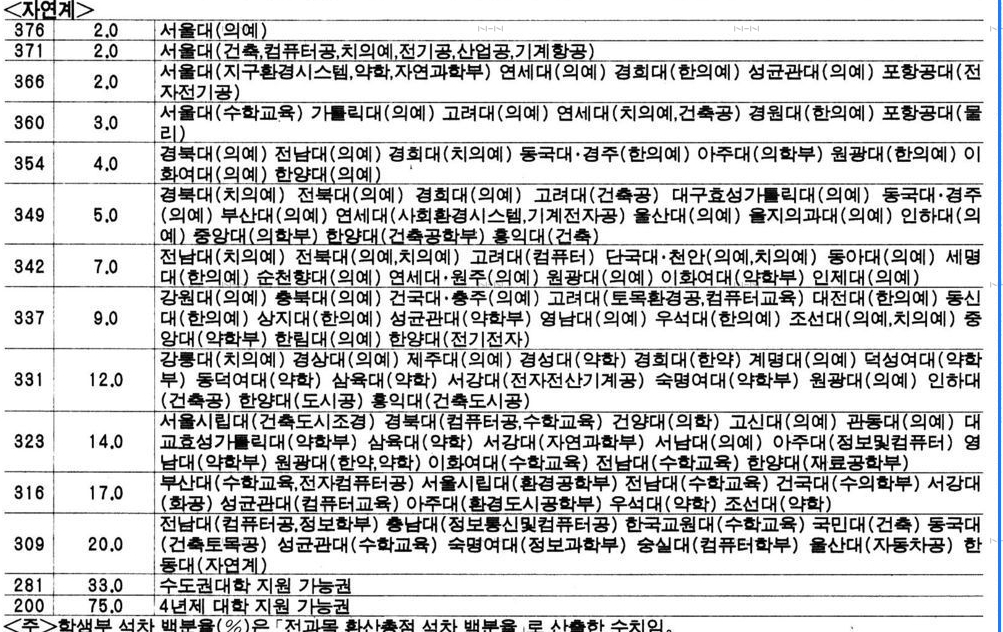 <자연계>
376 2.0 서울대(의예)
371 2.0 서울대(건축,컴퓨터공,치의예,전기공,산업공,기계항공)
366 2.0 서울대(지구환경시스템,약학,자연과학부) 연세대(의예) 경희대(한의예) 성균관대(의예) 포항공대(전
자전기공)
360 3.0 서울대(수학교육) 가톨릭대(의예) 고려대(의예) 연세대(치의예,건축공) 경원대(한의예) 포항공대(물
리)
354 4.0 경북대(의예) 전남대(의예) 경희대(치의예) 동국대·경주(한의예) 아주대(의학부) 원광대(한의예) 이
화여대(의예) 한양대(의예)
349 5.0 경북대(치의예) 전북대(의예) 경희대(의예) 고려대(건축공) 대구효성가톨릭대(의예) 동국대·경주
(의예) 부산대(의예) 연세대(사회환경시스템,기계전자공) 울산대(의예) 을지의과대(의예) 인하대(의
예) 중앙대(의학부) 한양대(건축공학부) 홍익대(건축)
342 7.0 전남대(치의예) 전북대(의예,치의예) 고려대(컴퓨터) 단국대·천안(의예,치의예) 동아대(의예) 세명
대(한의예) 순천향대(의예) 연세대·원주(의예) 원광대(의예) 이화여대(약학부) 인제대(의예)
337 9.0 강원대(의예) 충북대(의예) 건국대·충주(의예) 고려대(토목환경공,컴퓨터교육) 대전대(한의예) 동신
대(한의예) 상지대(한의예) 성균관대(약학부) 영남대(의예) 우석대(한의예) 조선대(의예,치의예) 중
앙대(약학부) 한림대(의예) 한양대(전기전자)
331 12.0 강릉대(치의예) 경상대(의예) 제주대(의예) 경성대(약학) 경희대(한약) 계명대(의예) 덕성여대(약학
부) 동덕여대(약학) 삼육대(약학) 서강대(전자전산기계공) 숙명여대(약학부) 원광대(의예) 인하대
(건축공) 한양대(도시공) 홍익대(건축도시공)
323 14.0 서울시립대(건축도시조경) 경북대(컴퓨터공,수학교육) 건양대(의학) 고신대(의예) 관동대(의예) 대
교효성가톨릭대(약학부) 삼육대(약학) 서강대(자연과학부) 서남대(의예) 아주대(정보및컴퓨터) 영
남대(약학부) 원광대(한약,약학) 이화여대(수학교육) 전남대(수학교육) 한양대(재료공학부)
316 17.0 부산대(수학교육,전자컴퓨터공) 서울시립대(환경공학부) 전남대(수학교육) 건국대(수의학부) 서강대
(화공) 성균관대(컴퓨터교육) 아주대(환경도시공학부) 우석대(약학) 조선대(약학)
309 20.0 전남대(컴퓨터공,정보학부) 충남대(정보통신및컴퓨터공) 한국교원대(수학교육) 국민대(건축) 동국대
(건축토목공) 성균관대(수학교육) 숙명여대(정보과학부) 숭실대(컴퓨터학부) 울산대(자동차공) 한
동대(자연계)
281 33.0 수도권대학 지원 가능권
200 75.0 4년제 대학 지원 가능권
<주>학생부 석차 백분율(%)은 「전과목 환산총점 석차 백분율」로 산출한 수치임.